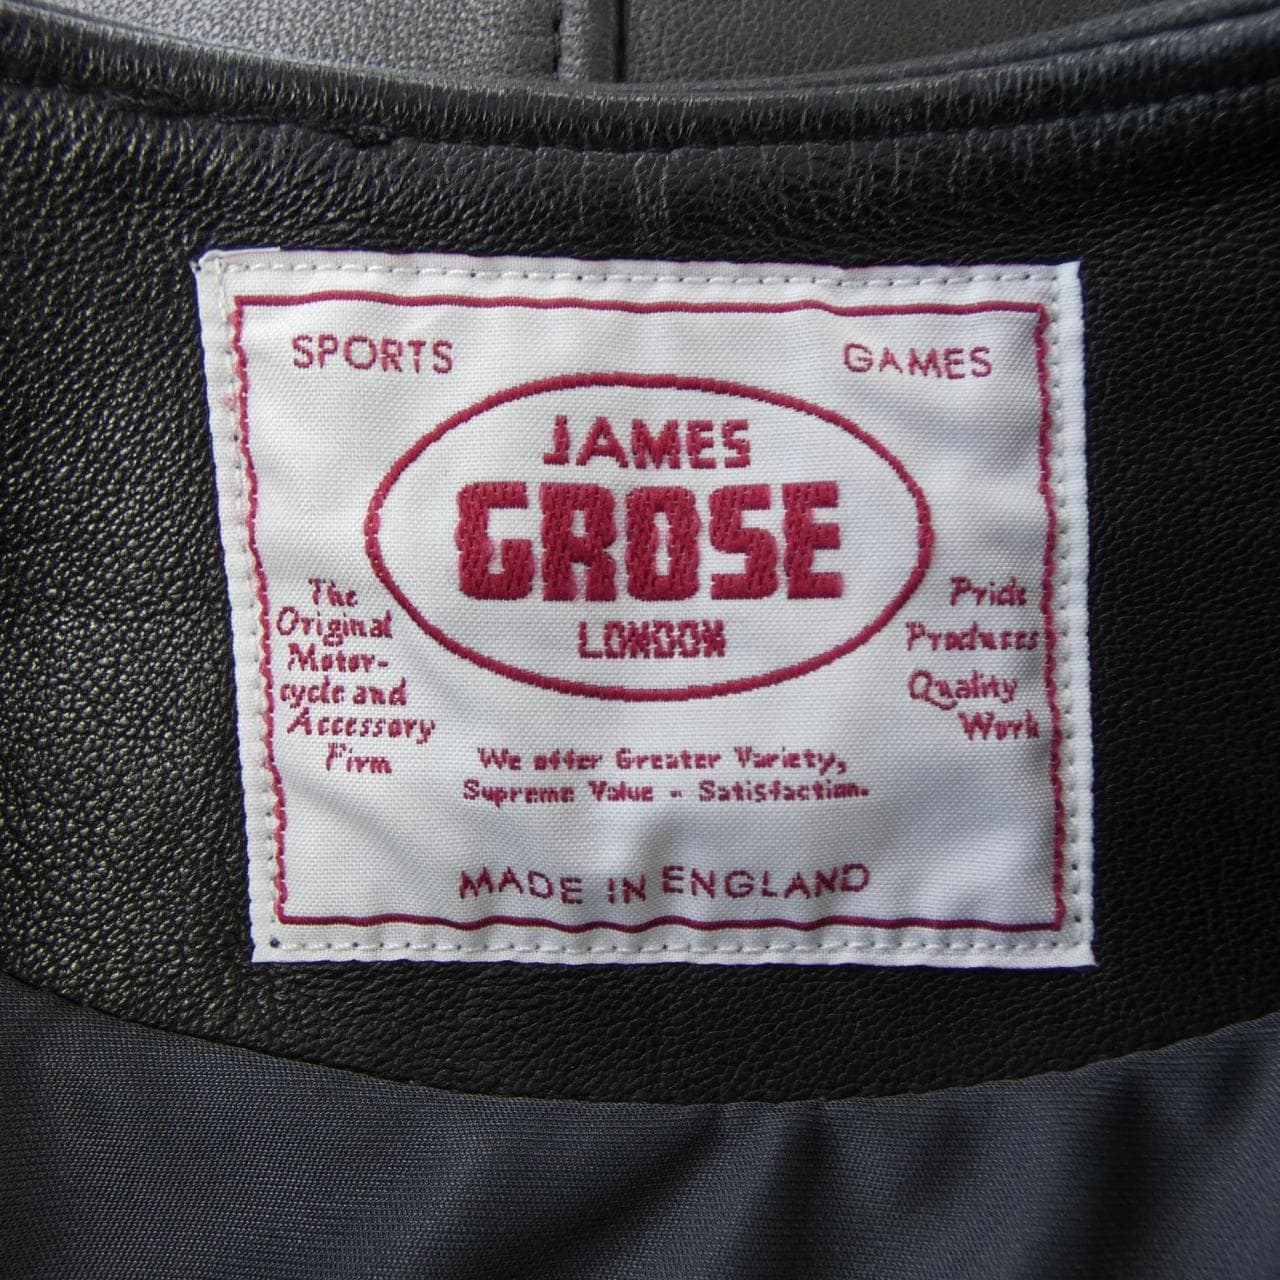 SPORTS
GAMES
JAMES
GROSE
LONDON
The
Original
Motor-
cycle and
Accessory
Firm
Pride
Produces
Quality
Work
We offer Greater Variety,
Supreme Value - Satisfaction.
MADE IN ENGLAND